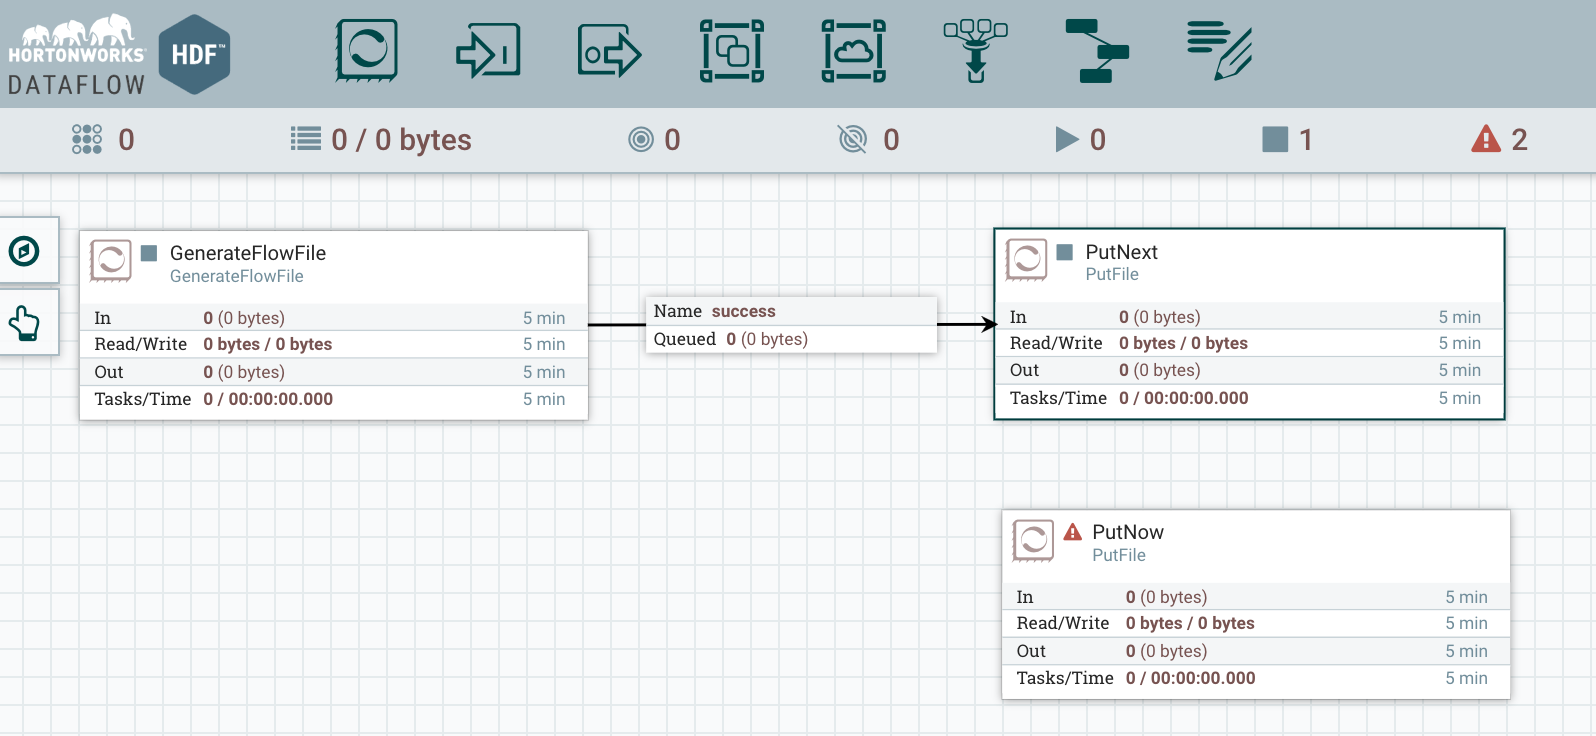 HORTONWORKS
DATAFLOW
HDF™
0
0 / 0 bytes
0
0
0
1
2
GenerateFlowFile
GenerateFlowFile
In 0 (0 bytes) 5 min
Read/Write 0 bytes / 0 bytes 5 min
Out 0 (0 bytes) 5 min
Tasks/Time 0 / 00:00:00.000 5 min
Name success
Queued 0 (0 bytes)
PutNext
PutFile
In 0 (0 bytes) 5 min
Read/Write 0 bytes / 0 bytes 5 min
Out 0 (0 bytes) 5 min
Tasks/Time 0 / 00:00:00.000 5 min
PutNow
PutFile
In 0 (0 bytes) 5 min
Read/Write 0 bytes / 0 bytes 5 min
Out 0 (0 bytes) 5 min
Tasks/Time 0 / 00:00:00.000 5 min